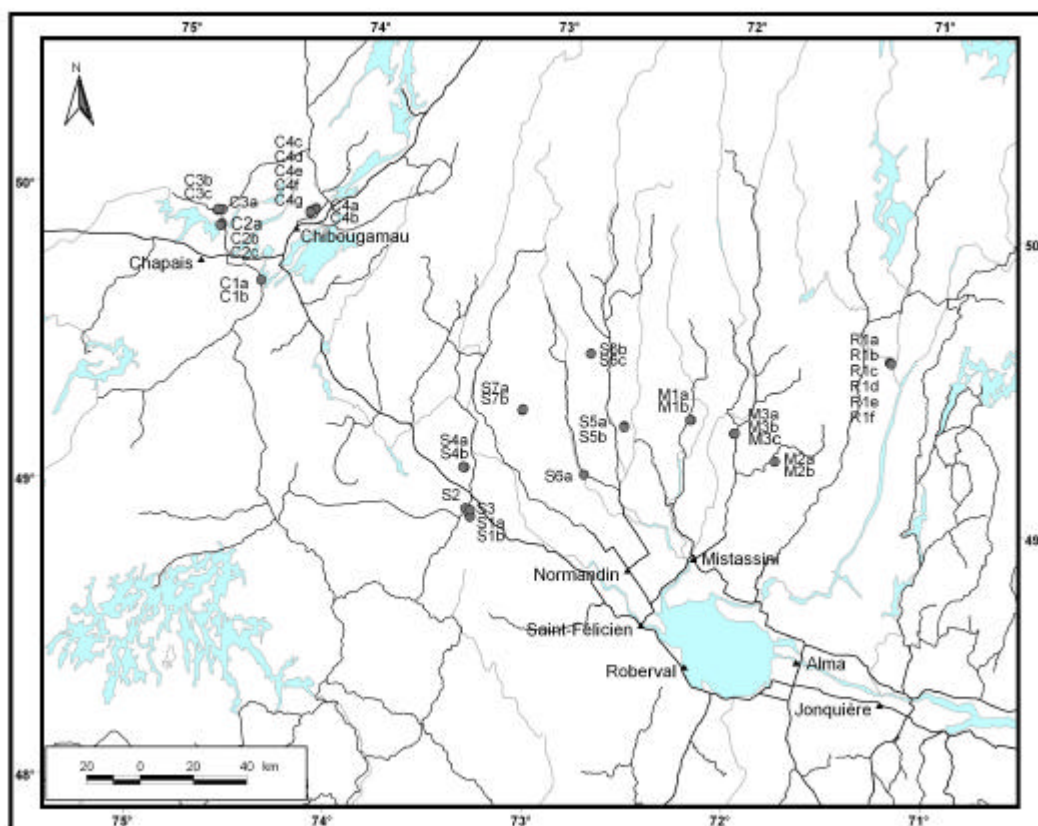 75° 74° 73° 72° 71°
N
C4c
C4d
C4e
C4f
C4g
50°
C3b
C3c
C3a
C4a
C4b
C2a
C2b
C2c
Chibougamau
50°
Chapais
C1a
C1b
R1a
R1b
R1c
R1d
R1e
R1f
S6b
S6c
S7a
S7b
M1a
M1b
M3a
M3b
M3c
S5a
S5b
S4a
S4b
M2a
M2b
S6a
49°
S2
S3
S1a
S1b
49°
Mistassini
Normandin
Saint-Félicien
Roberval
Alma
Jonquière
48°
20 0 20 40 km
75° 74° 73° 72° 71°